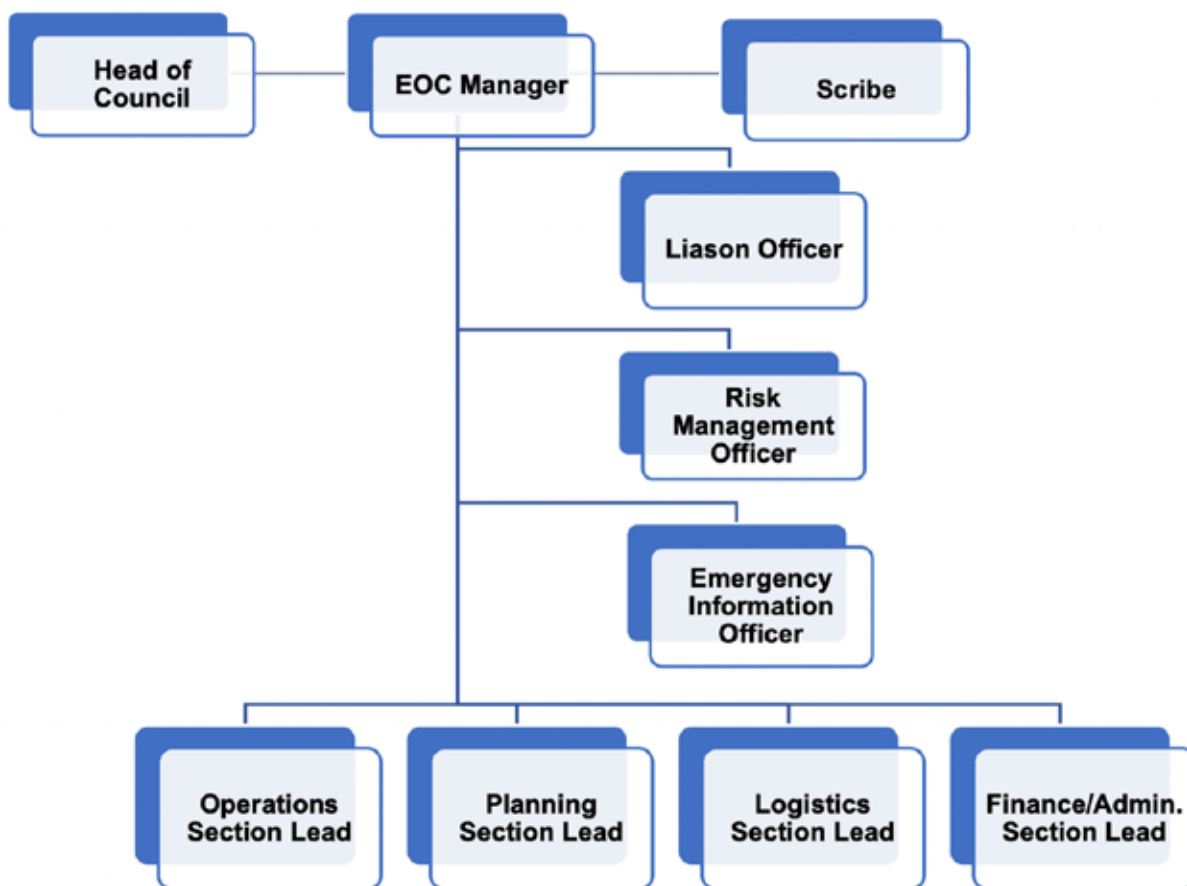 Head of
Council
EOC Manager
Scribe
Liason Officer
Risk
Management
Officer
Emergency
Information
Officer
Operations
Section Lead
Planning
Section Lead
Logistics
Section Lead
Finance/Admin.
Section Lead